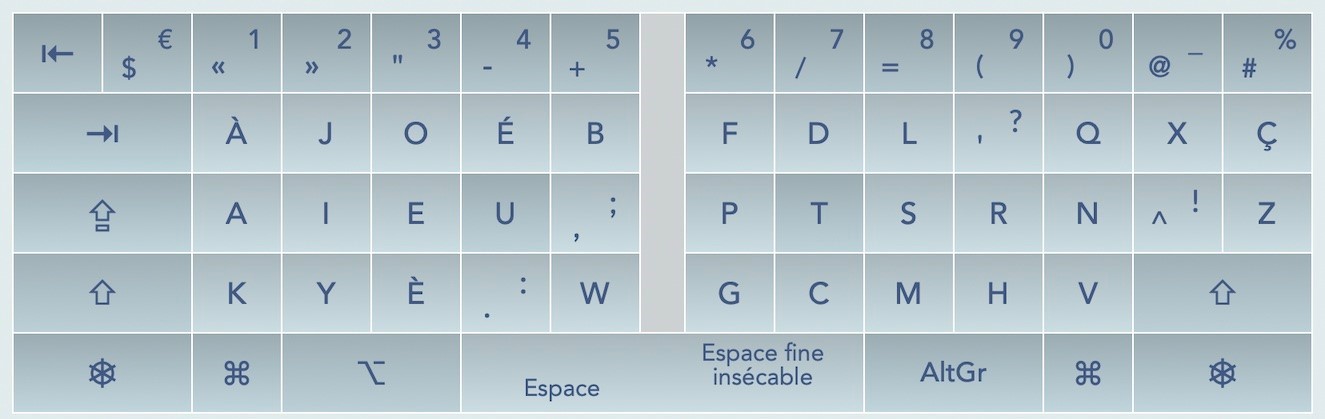 € 1 2 3 4 5 6 7 8 9 0 _ %
$ « » " - + * / = ( ) @ #
À J O É B F D L ' ? Q X Ç
A I E U , ; P T S R N ^ ! Z
K Y È . : W G C M H V
Espace fine
insécable
Espace AltGr